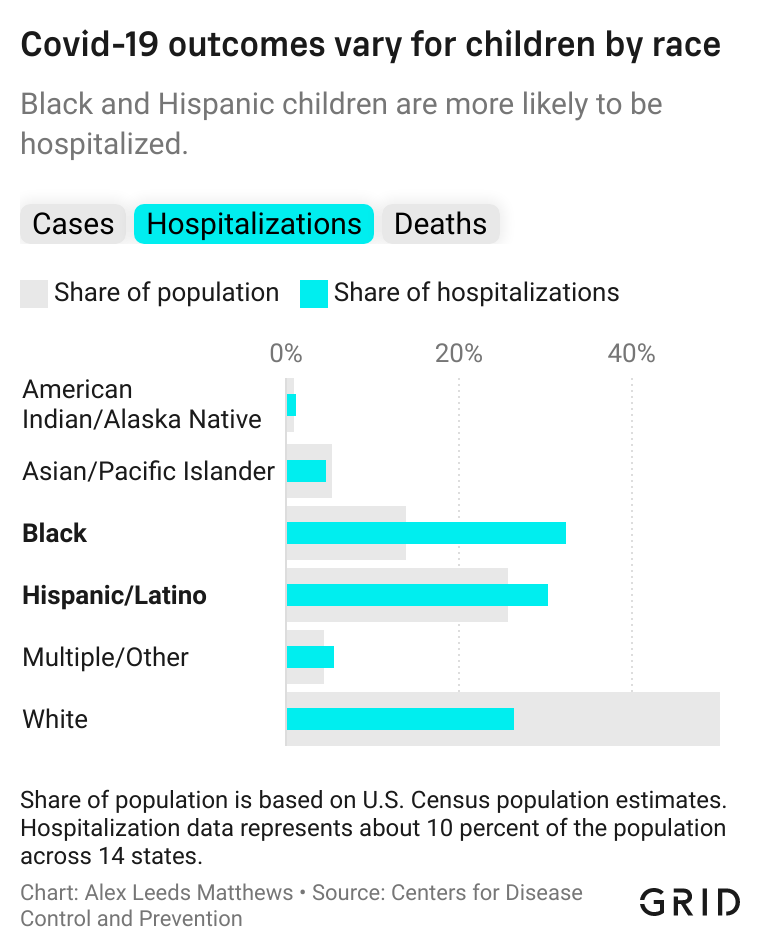 Covid-19 outcomes vary for children by race
Black and Hispanic children are more likely to be
hospitalized.
Cases Hospitalizations Deaths
Share of population Share of hospitalizations
0% 20% 40%
American
Indian/Alaska Native
Asian/Pacific Islander
Black
Hispanic/Latino
Multiple/Other
White
Share of population is based on U.S. Census population estimates.
Hospitalization data represents about 10 percent of the population
across 14 states.
Chart: Alex Leeds Matthews • Source: Centers for Disease
Control and Prevention
GRID